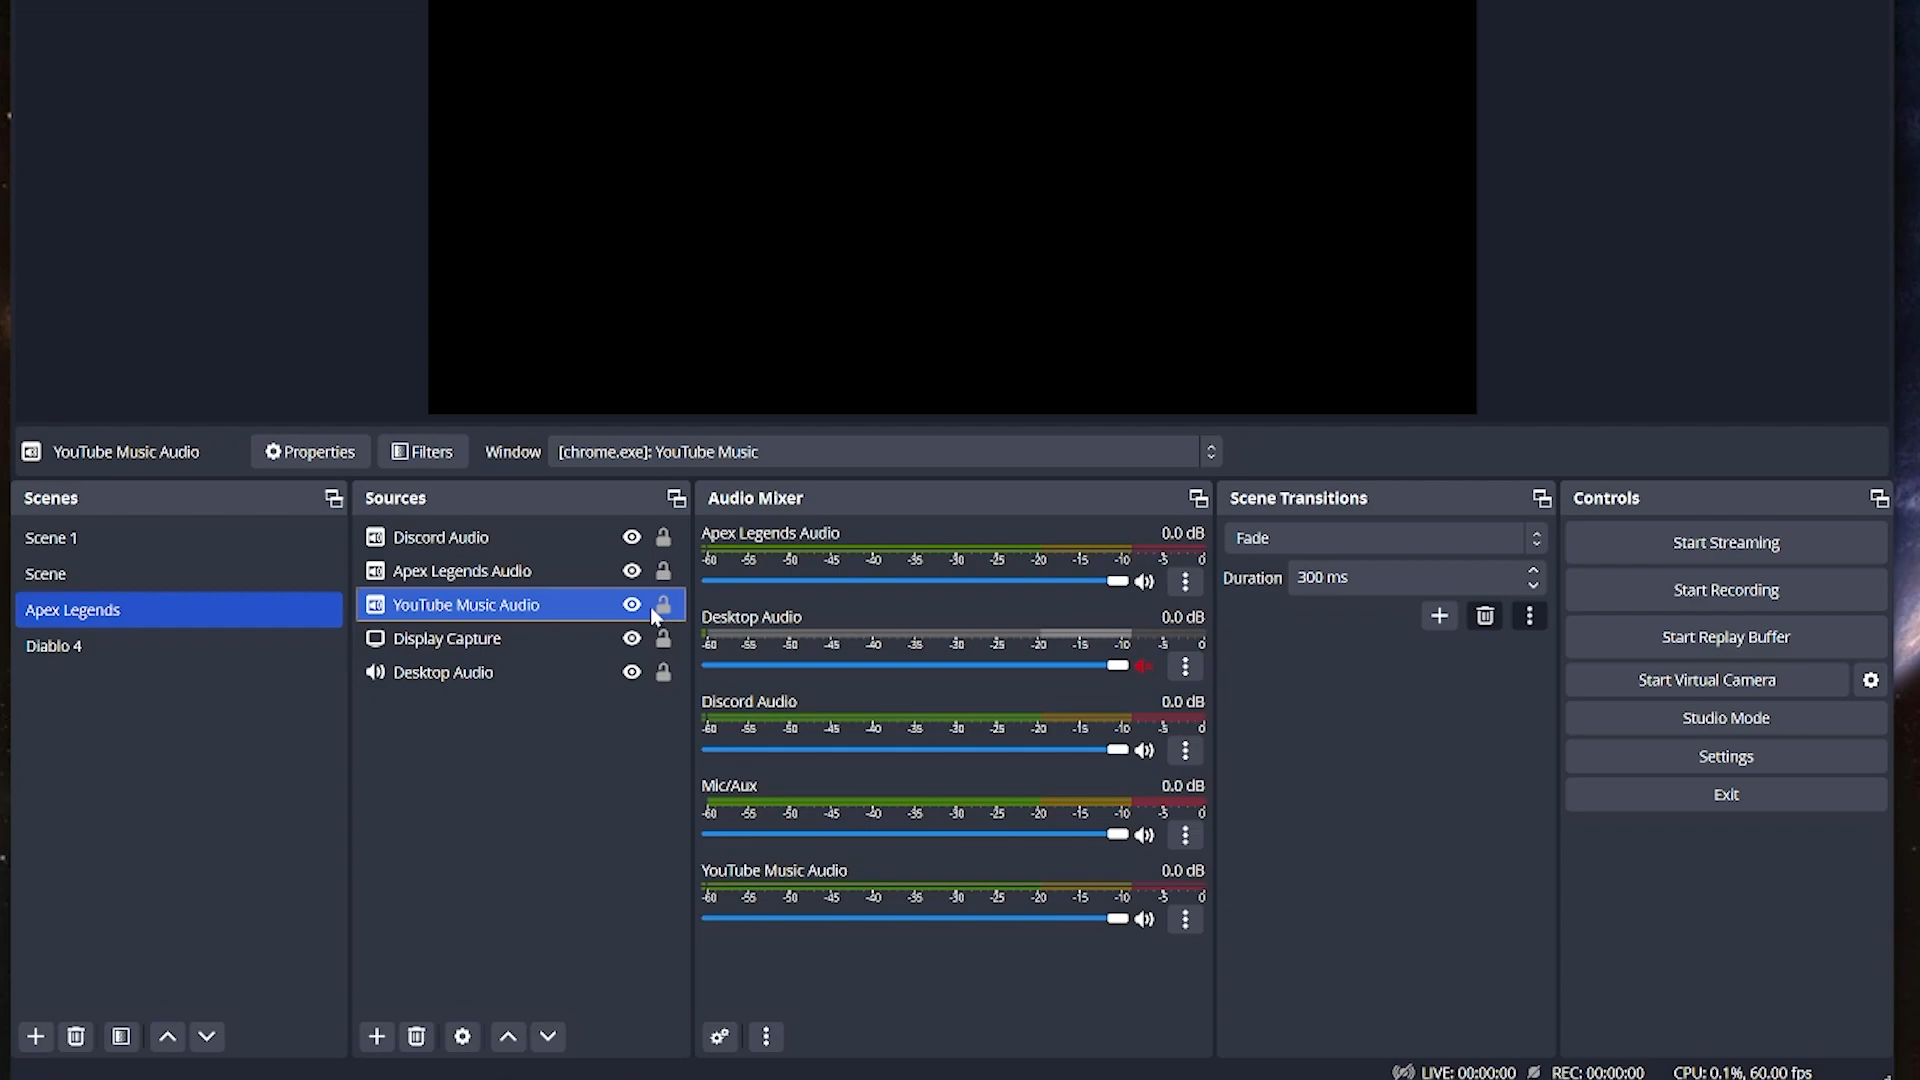 YouTube Music Audio Properties Filters Window [chrome.exe]: YouTube Music
Scenes
Scene 1
Scene
Apex Legends
Diablo 4
Sources
Discord Audio
Apex Legends Audio
YouTube Music Audio
Display Capture
Desktop Audio
Audio Mixer
Apex Legends Audio 0.0 dB
-60 -55 -50 -45 -40 -35 -30 -25 -20 -15 -10 -5 0
Desktop Audio 0.0 dB
-60 -55 -50 -45 -40 -35 -30 -25 -20 -15 -10 -5 0
Discord Audio 0.0 dB
-60 -55 -50 -45 -40 -35 -30 -25 -20 -15 -10 -5 0
Mic/Aux 0.0 dB
-60 -55 -50 -45 -40 -35 -30 -25 -20 -15 -10 -5 0
YouTube Music Audio 0.0 dB
-60 -55 -50 -45 -40 -35 -30 -25 -20 -15 -10 -5 0
Scene Transitions
Fade
Duration 300 ms
Controls
Start Streaming
Start Recording
Start Replay Buffer
Start Virtual Camera
Studio Mode
Settings
Exit
LIVE: 00:00:00 REC: 00:00:00 CPU: 0.1%, 60.00 fps